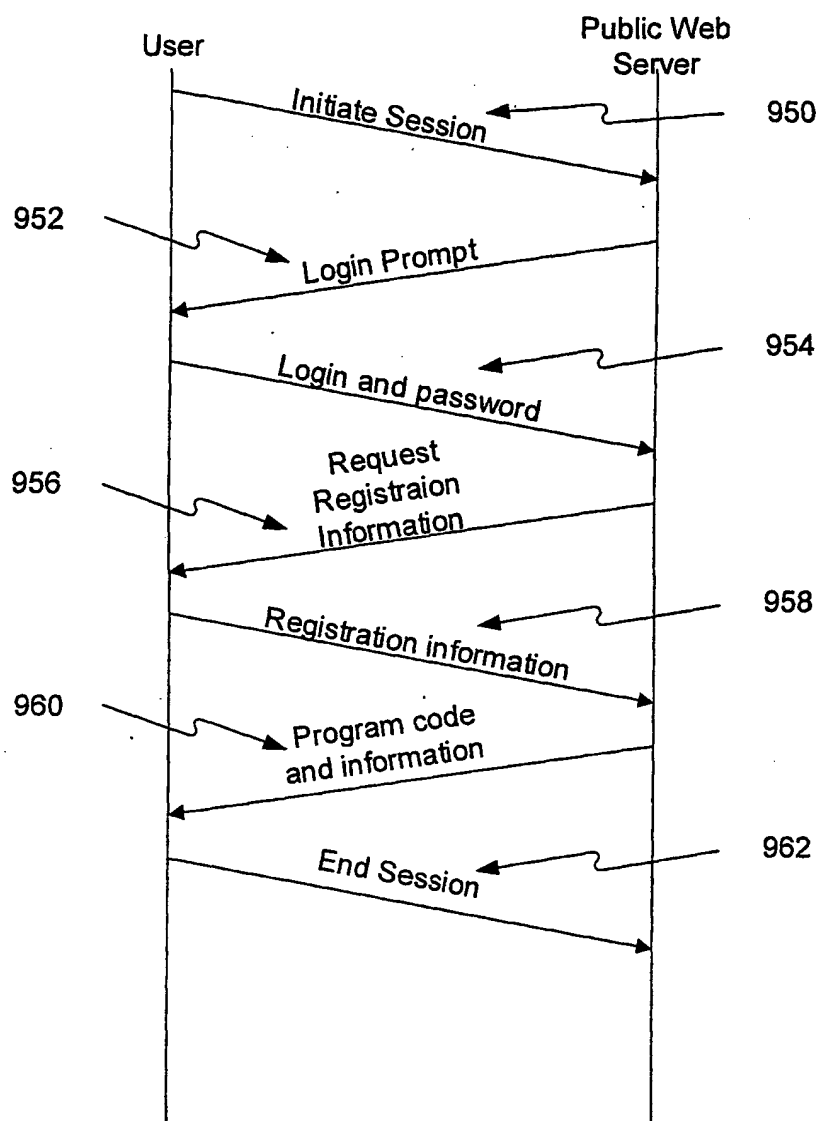 User
Public Web
Server
Initiate Session
950
952
Login Prompt
954
Login and password
956
Request
Registraion
Information
958
Registration information
960
Program code
and information
962
End Session